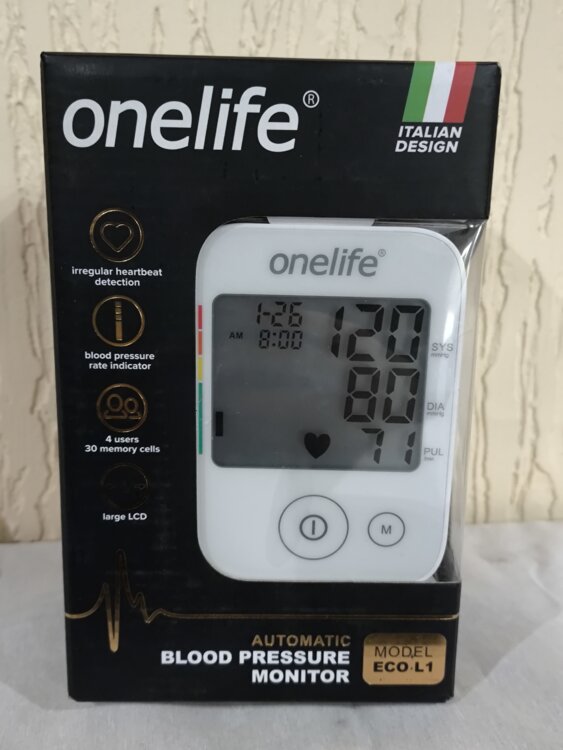 onelife®
ITALIAN
DESIGN
irregular heartbeat
detection
blood pressure
rate indicator
4 users
30 memory cells
large LCD
onelife®
1-26
AM 8:00
120
SYS
mmHg
80
DIA
mmHg
71
PUL
/min
M
AUTOMATIC
BLOOD PRESSURE
MONITOR
MODEL
ECO-L1